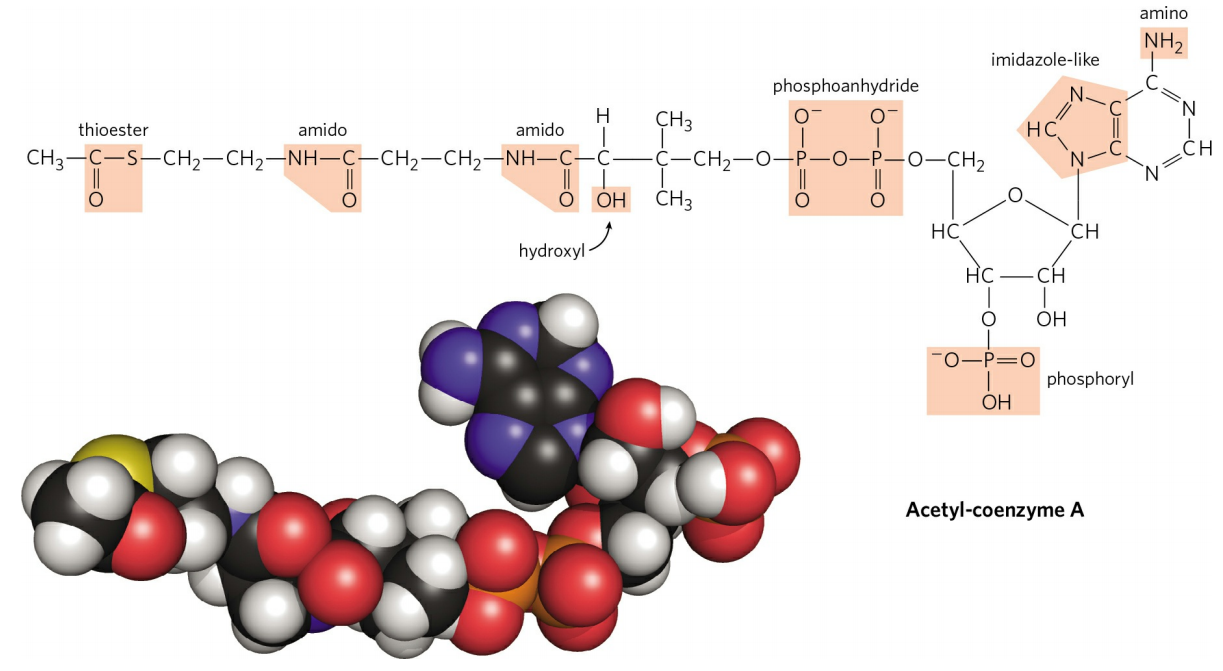 amino
NH₂
imidazole-like
phosphoanhydride
C
N
N
C
HC
CH
N
C
N
H
CH₃
O⁻
O⁻
thioester
amido
amido
CH₃—C—S—CH₂—CH₂—NH—C—CH₂—CH₂—NH—C—C—C—CH₂—O—P—O—P—O—CH₂
O
O
O
OH
CH₃
O
O
O
hydroxyl
HC
CH
HC
CH
O
OH
⁻O—P=O
phosphoryl
OH
Acetyl-coenzyme A